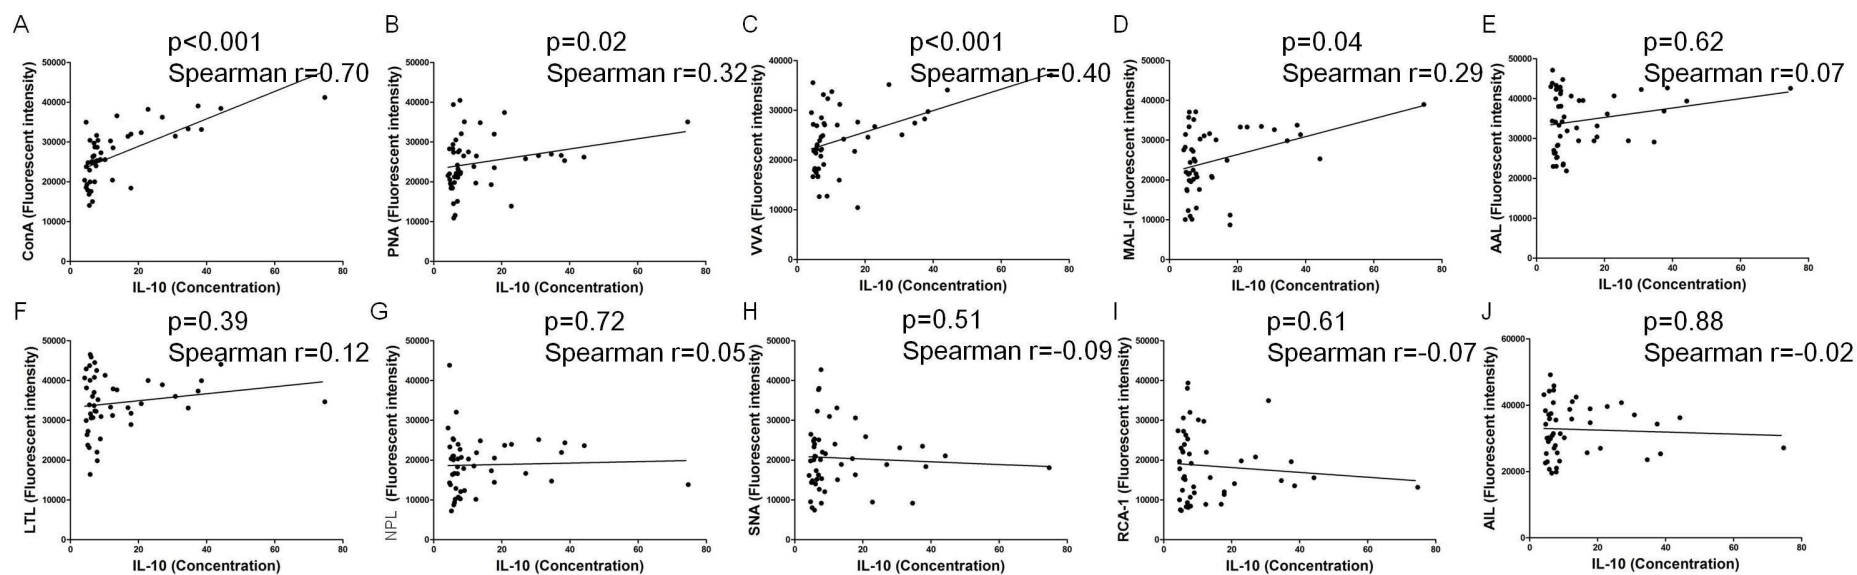 A
p<0.001
Spearman r=0.70
ConA (Fluorescent intensity)
50000
40000
30000
20000
10000
0
0 20 40 60 80
IL-10 (Concentration)
B
p=0.02
Spearman r=0.32
PNA (Fluorescent intensity)
50000
40000
30000
20000
10000
0
0 20 40 60 80
IL-10 (Concentration)
C
p<0.001
Spearman r=0.40
VVA (Fluorescent intensity)
40000
30000
20000
10000
0
0 20 40 60 80
IL-10 (Concentration)
D
p=0.04
Spearman r=0.29
MAL-I (Fluorescent intensity)
50000
40000
30000
20000
10000
0
0 20 40 60 80
IL-10 (Concentration)
E
p=0.62
Spearman r=0.07
AAL (Fluorescent intensity)
50000
40000
30000
20000
10000
0
0 20 40 60 80
IL-10 (Concentration)
F
p=0.39
Spearman r=0.12
LTL (Fluorescent intensity)
50000
40000
30000
20000
10000
0
0 20 40 60 80
IL-10 (Concentration)
G
p=0.72
Spearman r=0.05
NPL (Fluorescent intensity)
50000
40000
30000
20000
10000
0
0 20 40 60 80
IL-10 (Concentration)
H
p=0.51
Spearman r=-0.09
SNA (Fluorescent intensity)
50000
40000
30000
20000
10000
0
0 20 40 60 80
IL-10 (Concentration)
I
p=0.61
Spearman r=-0.07
RCA-1 (Fluorescent intensity)
50000
40000
30000
20000
10000
0
0 20 40 60 80
IL-10 (Concentration)
J
p=0.88
Spearman r=-0.02
AIL (Fluorescent intensity)
60000
40000
20000
0
0 20 40 60 80
IL-10 (Concentration)